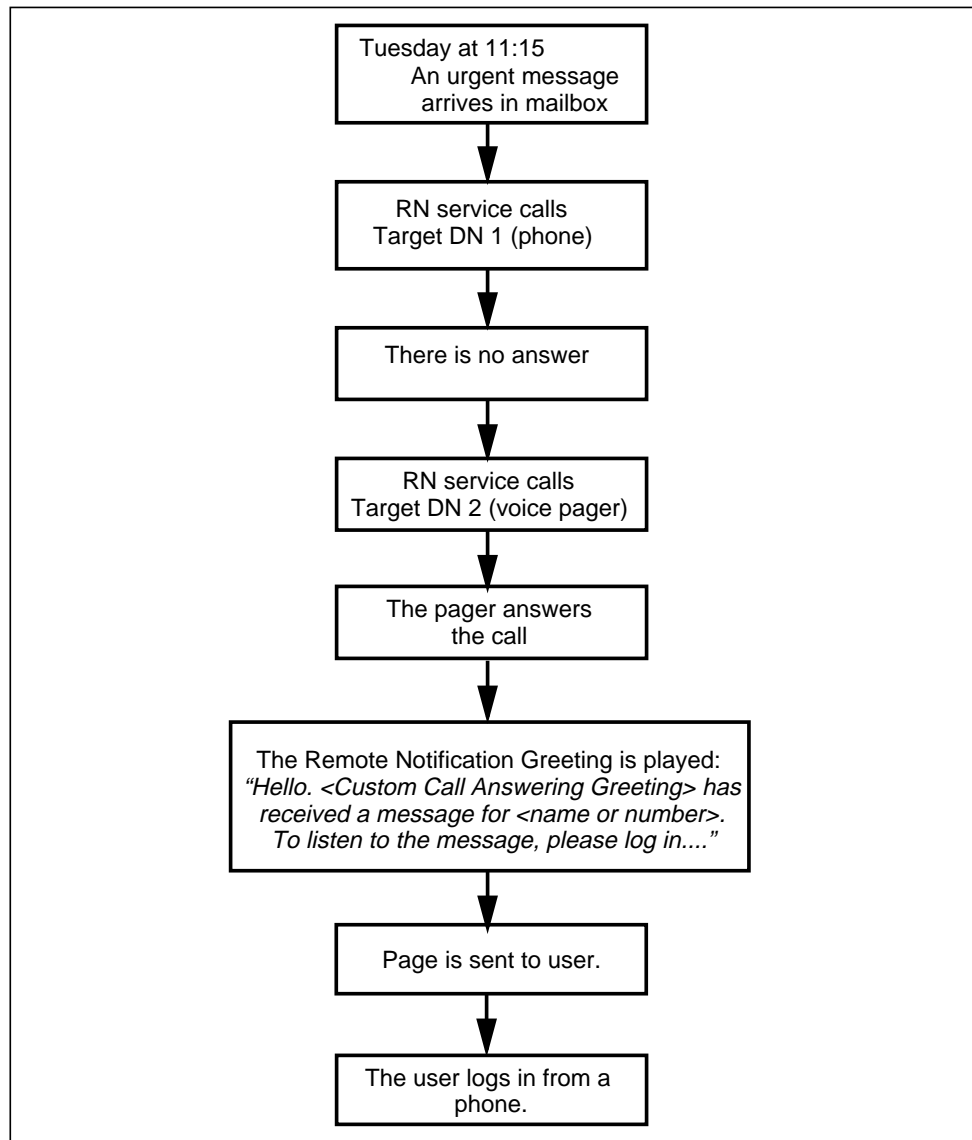 Tuesday at 11:15
An urgent message
arrives in mailbox
RN service calls
Target DN 1 (phone)
There is no answer
RN service calls
Target DN 2 (voice pager)
The pager answers
the call
The Remote Notification Greeting is played:
“Hello. <Custom Call Answering Greeting> has
received a message for <name or number>.
To listen to the message, please log in....”
Page is sent to user.
The user logs in from a
phone.